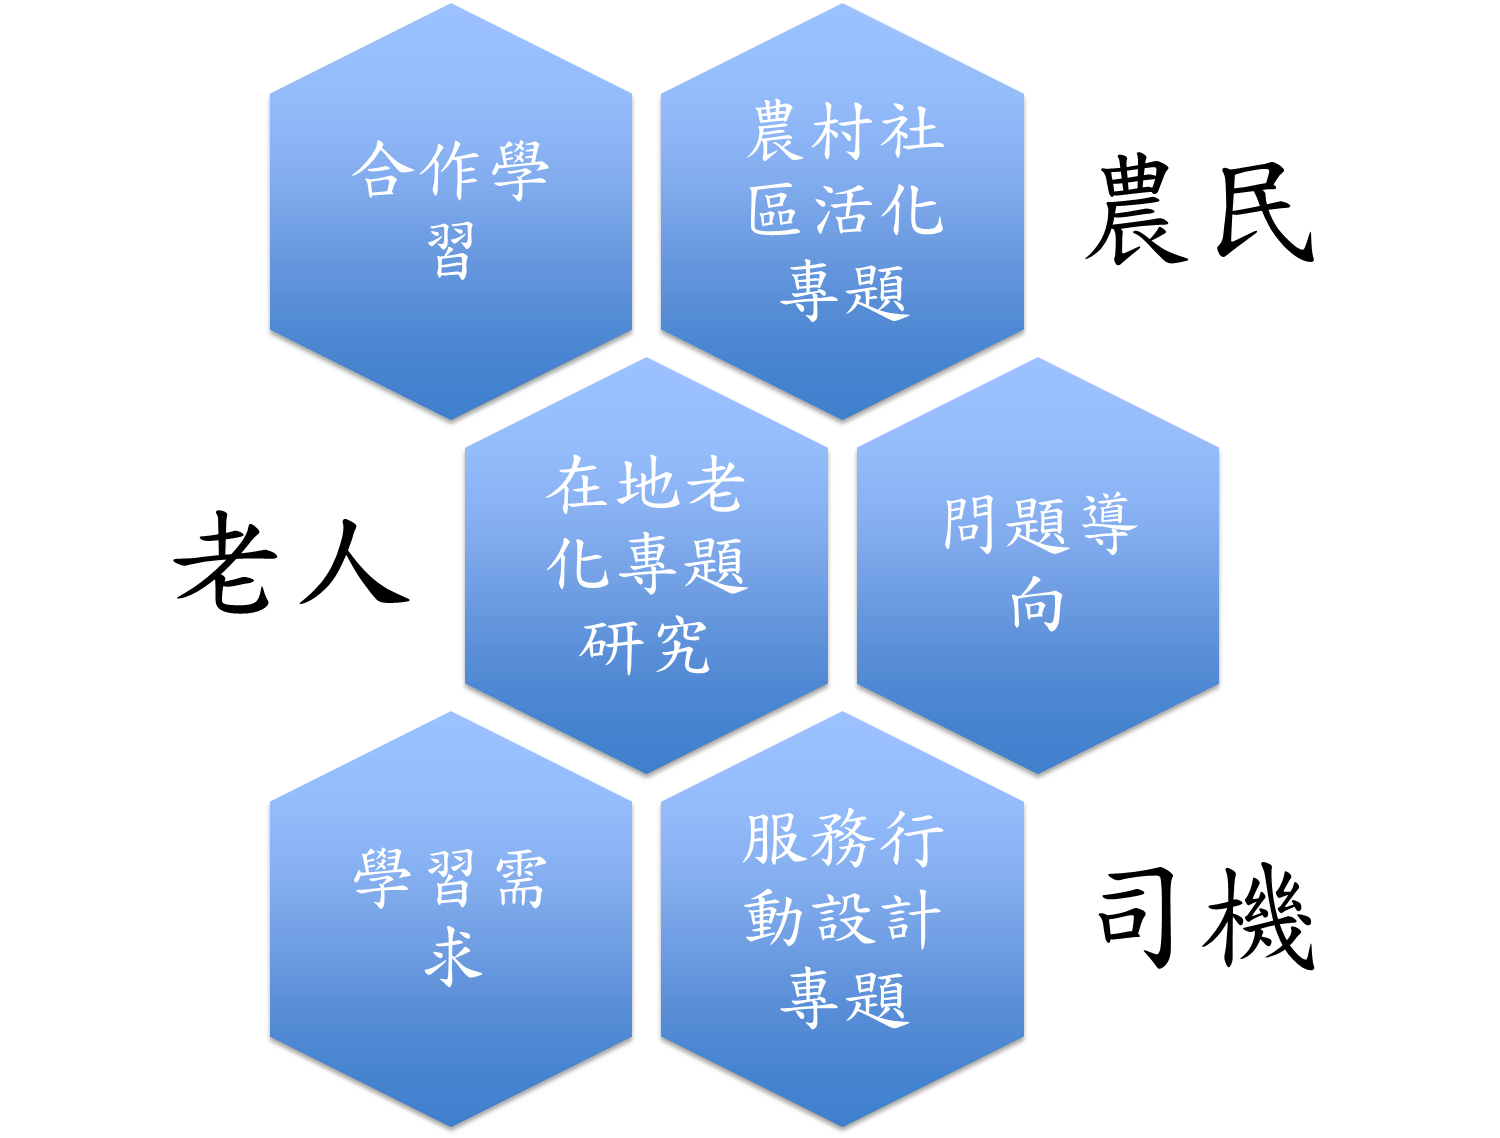 合作學
習
農村社
區活化
專題
農民
老人
在地老
化專題
研究
問題導
向
學習需
求
服務行
動設計
專題
司機